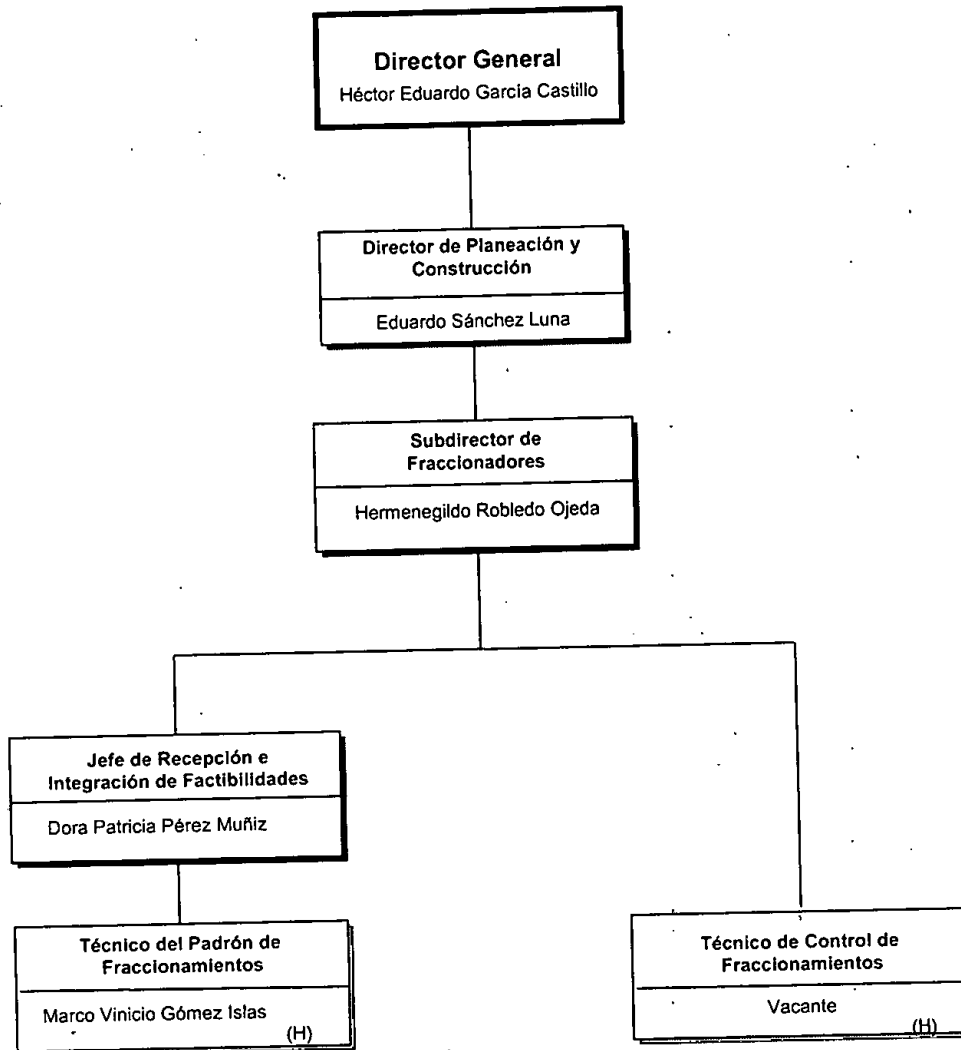 Director General
Héctor Eduardo García Castillo
Director de Planeación y
Construcción
Eduardo Sánchez Luna
Subdirector de
Fraccionadores
Hermenegildo Robledo Ojeda
Jefe de Recepción e
Integración de Factibilidades
Dora Patricia Pérez Muñiz
Técnico del Padrón de
Fraccionamientos
Marco Vinicio Gómez Islas
(H)
Técnico de Control de
Fraccionamientos
Vacante
(H)